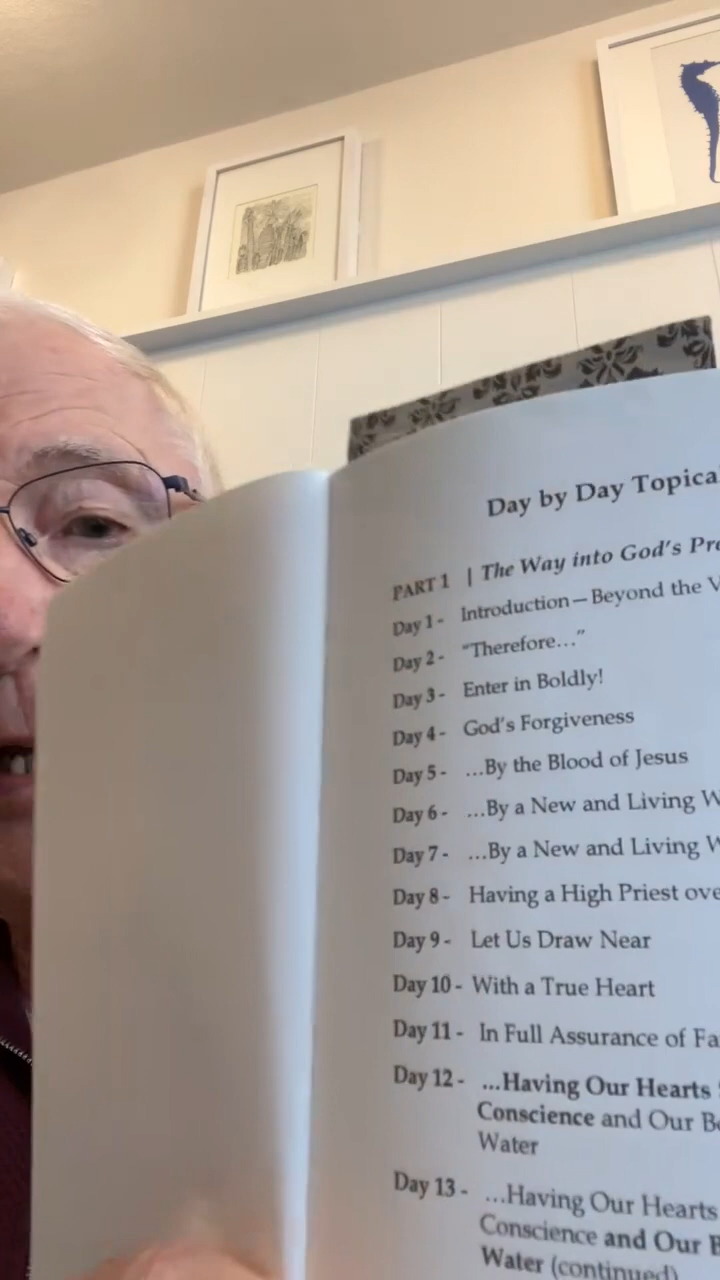 Day by Day Topica
PART 1 | The Way into God's Pr
Day 1 - Introduction—Beyond the V
Day 2 - "Therefore…"
Day 3 - Enter in Boldly!
Day 4 - God's Forgiveness
Day 5 - …By the Blood of Jesus
Day 6 - …By a New and Living W
Day 7 - …By a New and Living W
Day 8 - Having a High Priest ove
Day 9 - Let Us Draw Near
Day 10 - With a True Heart
Day 11 - In Full Assurance of Fa
Day 12 - …Having Our Hearts
Conscience and Our B
Water
Day 13 - …Having Our Hearts
Conscience and Our B
Water (continued)